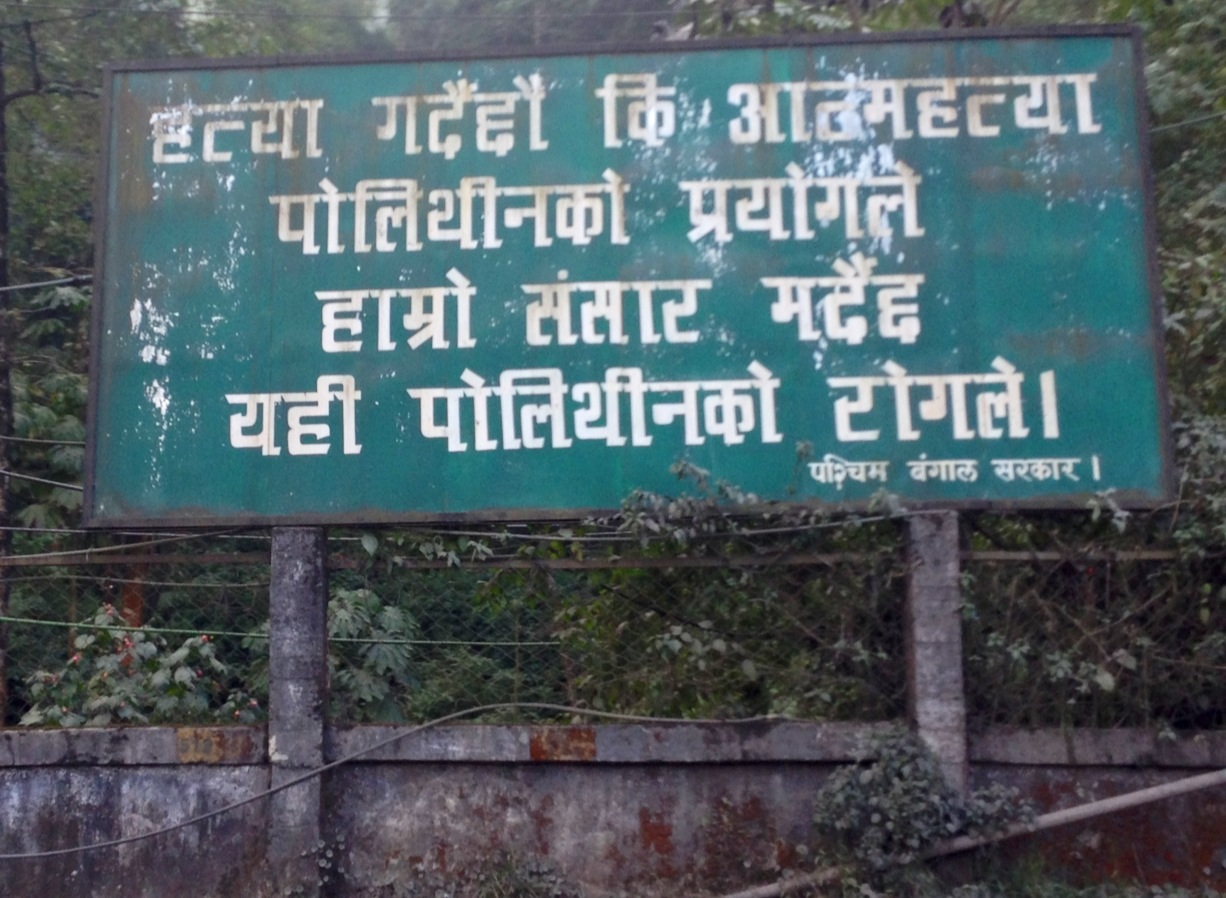 हत्या गर्दैछौं कि आत्महत्या
पोलिथीनको प्रयोगले
हाम्रो संसार मर्दैछ
यही पोलिथीनको रोगले।
पश्चिम बंगाल सरकार।